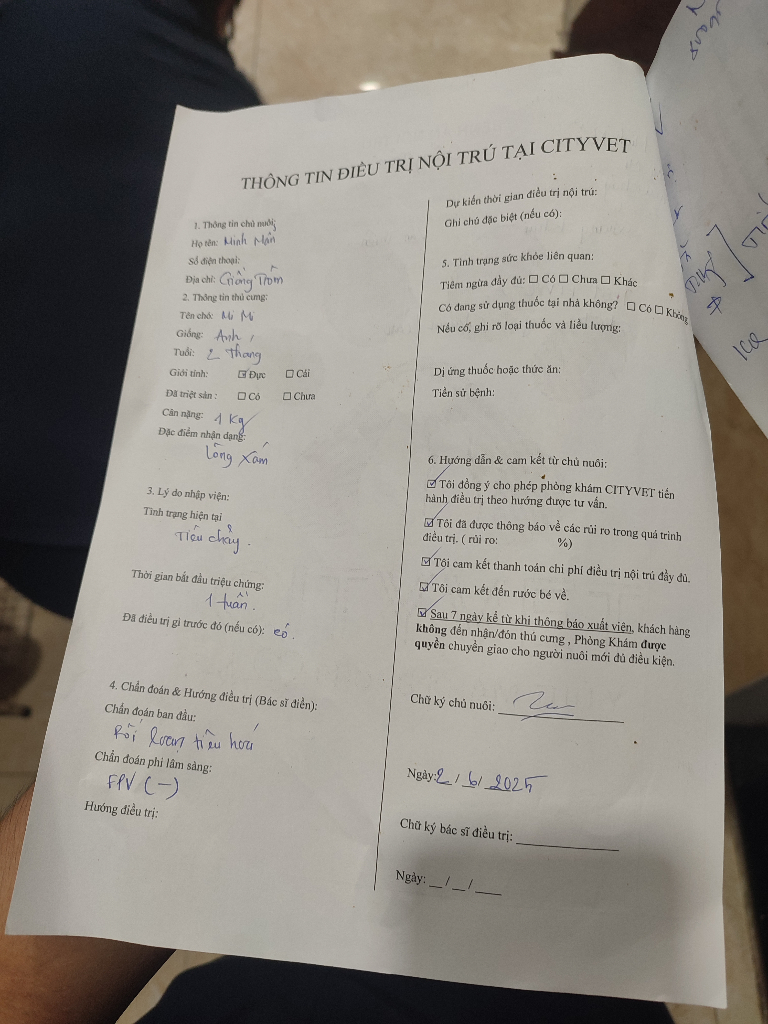 THÔNG TIN ĐIỀU TRỊ NỘI TRÚ TẠI CITYVET
1. Thông tin chủ nuôi:
Họ tên: Minh Mẫn
Số điện thoại:
Địa chỉ: Giồng Trôm
2. Thông tin thú cưng:
Tên chó: Mi Mi
Giống: Anh
Tuổi: 2 tháng
Giới tính: ☑ Đực ☐ Cái
Đã triệt sản : ☐ Có ☐ Chưa
Cân nặng: 1 Kg
Đặc điểm nhận dạng:
lông xám
3. Lý do nhập viện:
Tình trạng hiện tại
Tiêu chảy.
Thời gian bắt đầu triệu chứng:
1 tuần.
Đã điều trị gì trước đó (nếu có): có.
4. Chẩn đoán & Hướng điều trị (Bác sĩ điền):
Chẩn đoán ban đầu:
Rối loạn tiêu hoá
Chẩn đoán phi lâm sàng:
FPV (-)
Hướng điều trị:
Dự kiến thời gian điều trị nội trú:
Ghi chú đặc biệt (nếu có):
5. Tình trạng sức khỏe liên quan:
Tiêm ngừa đầy đủ: ☐ Có ☐ Chưa ☐ Khác
Có đang sử dụng thuốc tại nhà không? ☐ Có ☐ Không
Nếu có, ghi rõ loại thuốc và liều lượng:
Dị ứng thuốc hoặc thức ăn:
Tiền sử bệnh:
6. Hướng dẫn & cam kết từ chủ nuôi:
☑ Tôi đồng ý cho phép phòng khám CITYVET tiến
hành điều trị theo hướng được tư vấn.
☑ Tôi đã được thông báo về các rủi ro trong quá trình
điều trị. ( rủi ro: %)
☑ Tôi cam kết thanh toán chi phí điều trị nội trú đầy đủ.
☑ Tôi cam kết đến rước bé về.
☑ Sau 7 ngày kể từ khi thông báo xuất viện, khách hàng
không đến nhận/đón thú cưng , Phòng Khám được
quyền chuyển giao cho người nuôi mới đủ điều kiện.
Chữ ký chủ nuôi:
Ngày: 2 / 6 / 2025
Chữ ký bác sĩ điều trị:
Ngày: __ / __ / ____